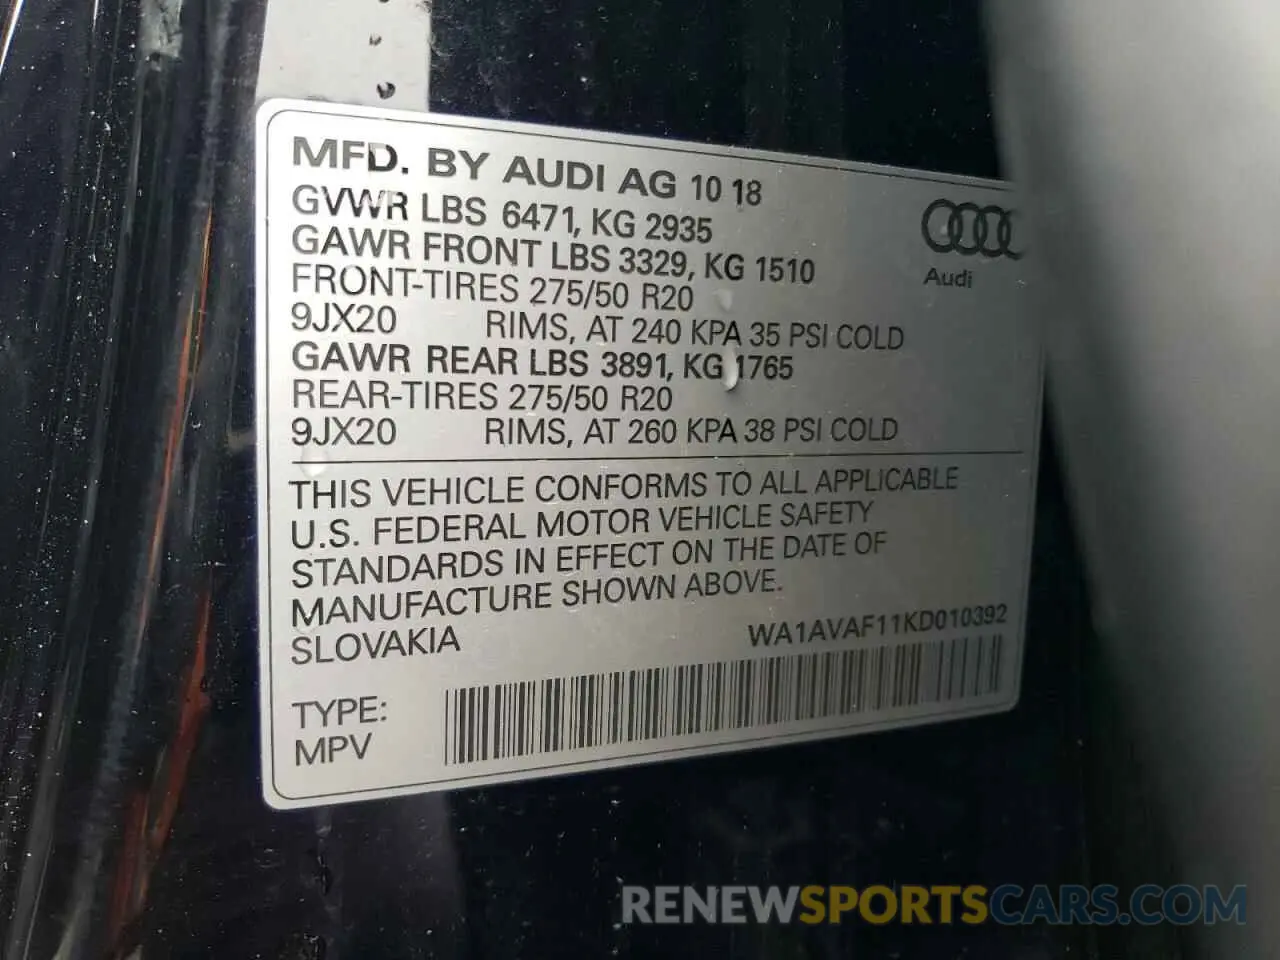 MFD. BY AUDI AG 10 18
GVWR LBS 6471, KG 2935
GAWR FRONT LBS 3329, KG 1510
FRONT-TIRES 275/50 R20
9JX20 RIMS, AT 240 KPA 35 PSI COLD
GAWR REAR LBS 3891, KG 1765
REAR-TIRES 275/50 R20
9JX20 RIMS, AT 260 KPA 38 PSI COLD
Audi
THIS VEHICLE CONFORMS TO ALL APPLICABLE
U.S. FEDERAL MOTOR VEHICLE SAFETY
STANDARDS IN EFFECT ON THE DATE OF
MANUFACTURE SHOWN ABOVE.
SLOVAKIA
WA1AVAF11KD010392
TYPE:
MPV
RENEWSPORTSCARS.COM